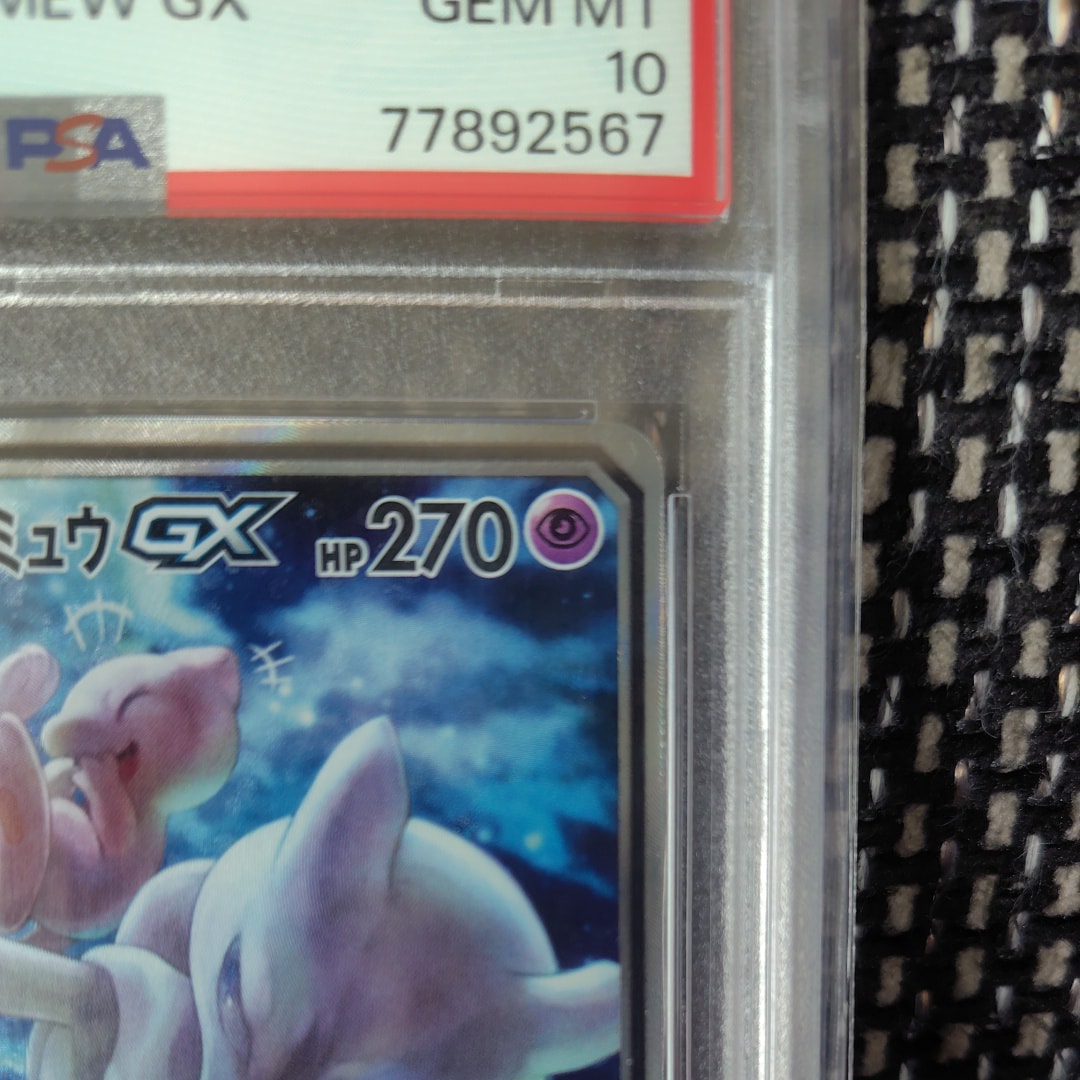 MEW GX GEM MT
10
PSA 77892567
ミュウGX HP270